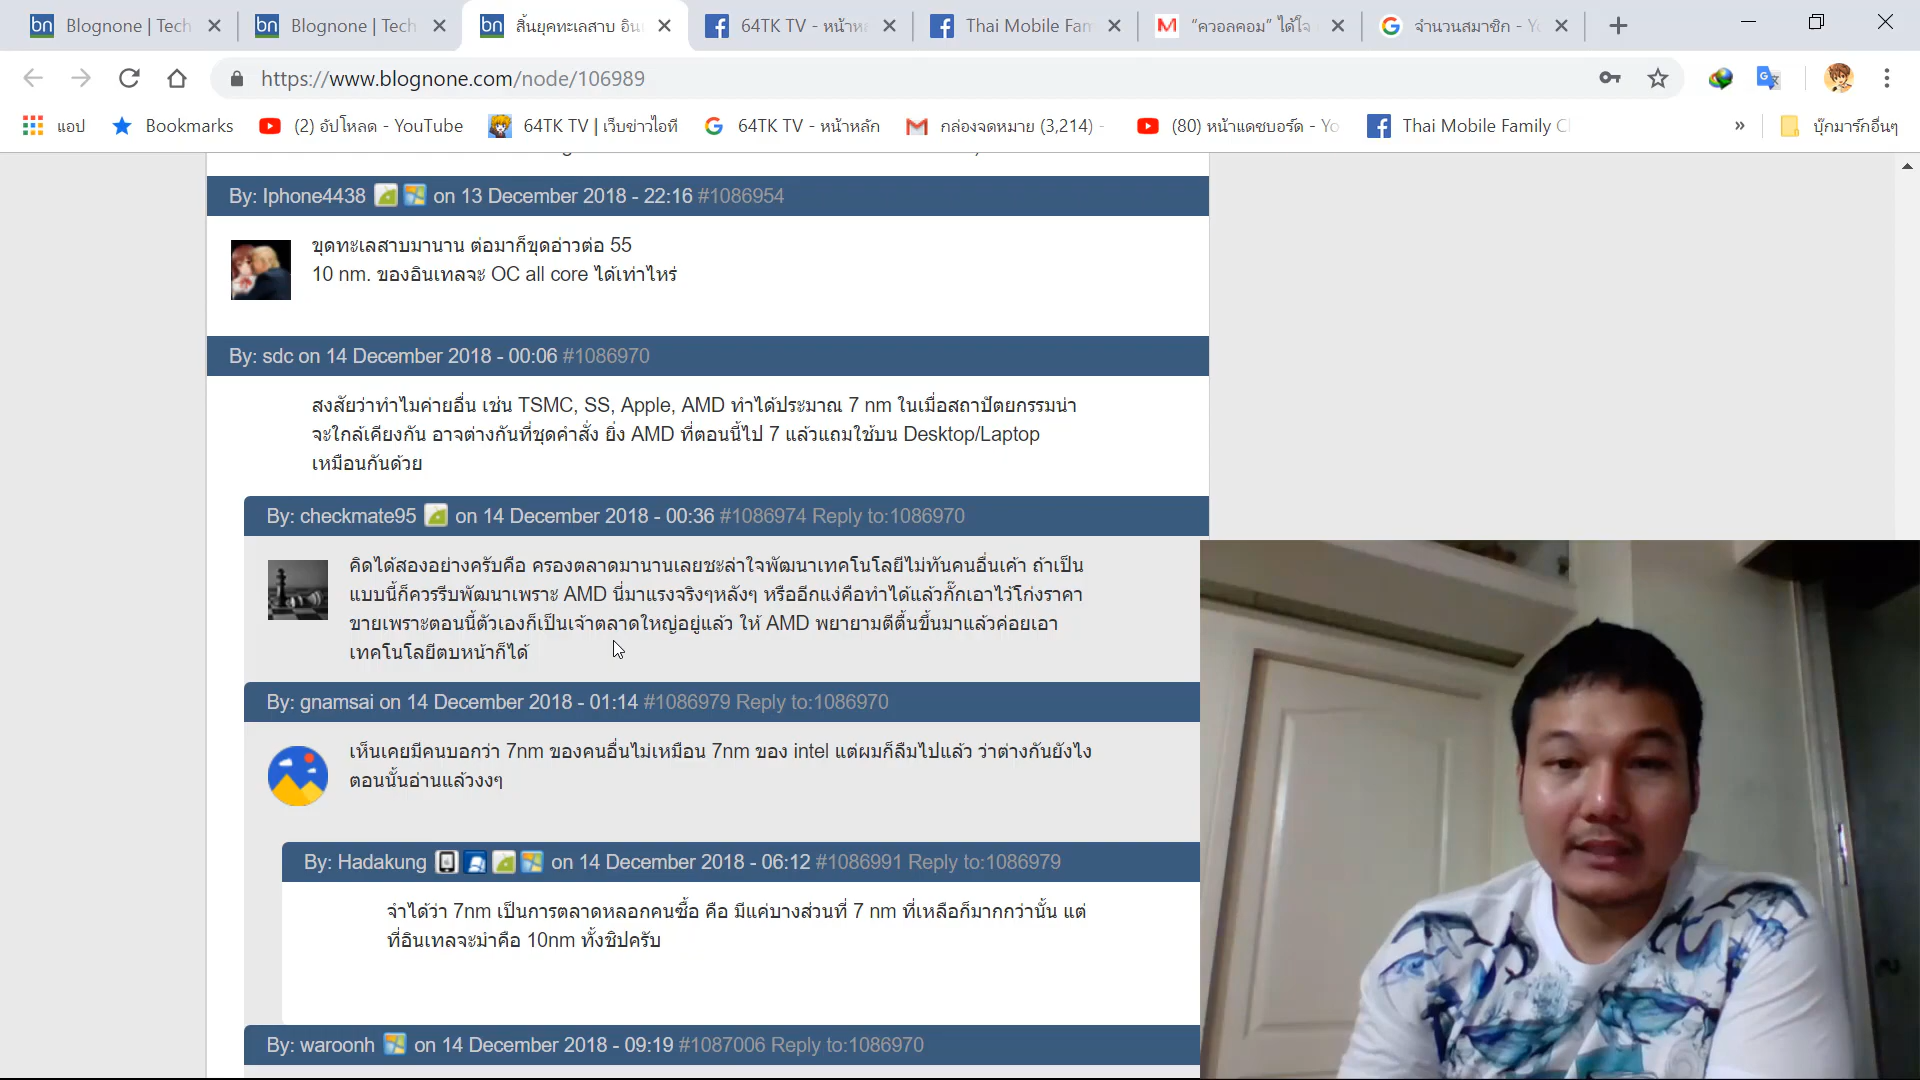 Blognone | Tech
Blognone | Tech
สิ้นยุคทะเลสาบ อิน
64TK TV - หน้าห
Thai Mobile Fam
"ควอลคอม" ได้ใจ
จำนวนสมาชิก - Yo
https://www.blognone.com/node/106989
แอป
Bookmarks
(2) อัปโหลด - YouTube
64TK TV | เว็บข่าวไอที
64TK TV - หน้าหลัก
กล่องจดหมาย (3,214) -
(80) หน้าแดชบอร์ด - Yo
Thai Mobile Family Cl
»
บุ๊กมาร์กอื่นๆ
By: Iphone4438 on 13 December 2018 - 22:16 #1086954
ขุดทะเลสาบมานาน ต่อมาก็ขุดอ่าวต่อ 55
10 nm. ของอินเทลจะ OC all core ได้เท่าไหร่
By: sdc on 14 December 2018 - 00:06 #1086970
สงสัยว่าทำไมค่ายอื่น เช่น TSMC, SS, Apple, AMD ทำได้ประมาณ 7 nm ในเมื่อสถาปัตยกรรมน่า
จะใกล้เคียงกัน อาจต่างกันที่ชุดคำสั่ง ยิ่ง AMD ที่ตอนนี้ไป 7 แล้วแถมใช้บน Desktop/Laptop
เหมือนกันด้วย
By: checkmate95 on 14 December 2018 - 00:36 #1086974 Reply to:1086970
คิดได้สองอย่างครับคือ ครองตลาดมานานเลยชะล่าใจพัฒนาเทคโนโลยีไม่ทันคนอื่นเค้า ถ้าเป็น
แบบนี้ก็ควรรีบพัฒนาเพราะ AMD นี่มาแรงจริงๆหลังๆ หรืออีกแง่คือทำได้แล้วกั๊กเอาไว้โก่งราคา
ขายเพราะตอนนี้ตัวเองก็เป็นเจ้าตลาดใหญ่อยู่แล้ว ให้ AMD พยายามตีตื้นขึ้นมาแล้วค่อยเอา
เทคโนโลยีตบหน้าก็ได้
By: gnamsai on 14 December 2018 - 01:14 #1086979 Reply to:1086970
เห็นเคยมีคนบอกว่า 7nm ของคนอื่นไม่เหมือน 7nm ของ intel แต่ผมก็ลืมไปแล้ว ว่าต่างกันยังไง
ตอนนั้นอ่านแล้วงงๆ
By: Hadakung on 14 December 2018 - 06:12 #1086991 Reply to:1086979
จำได้ว่า 7nm เป็นการตลาดหลอกคนซื้อ คือ มีแค่บางส่วนที่ 7 nm ที่เหลือก็มากกว่านั้น แต่
ที่อินเทลจะมำคือ 10nm ทั้งชิปครับ
By: waroonh on 14 December 2018 - 09:19 #1087006 Reply to:1086970